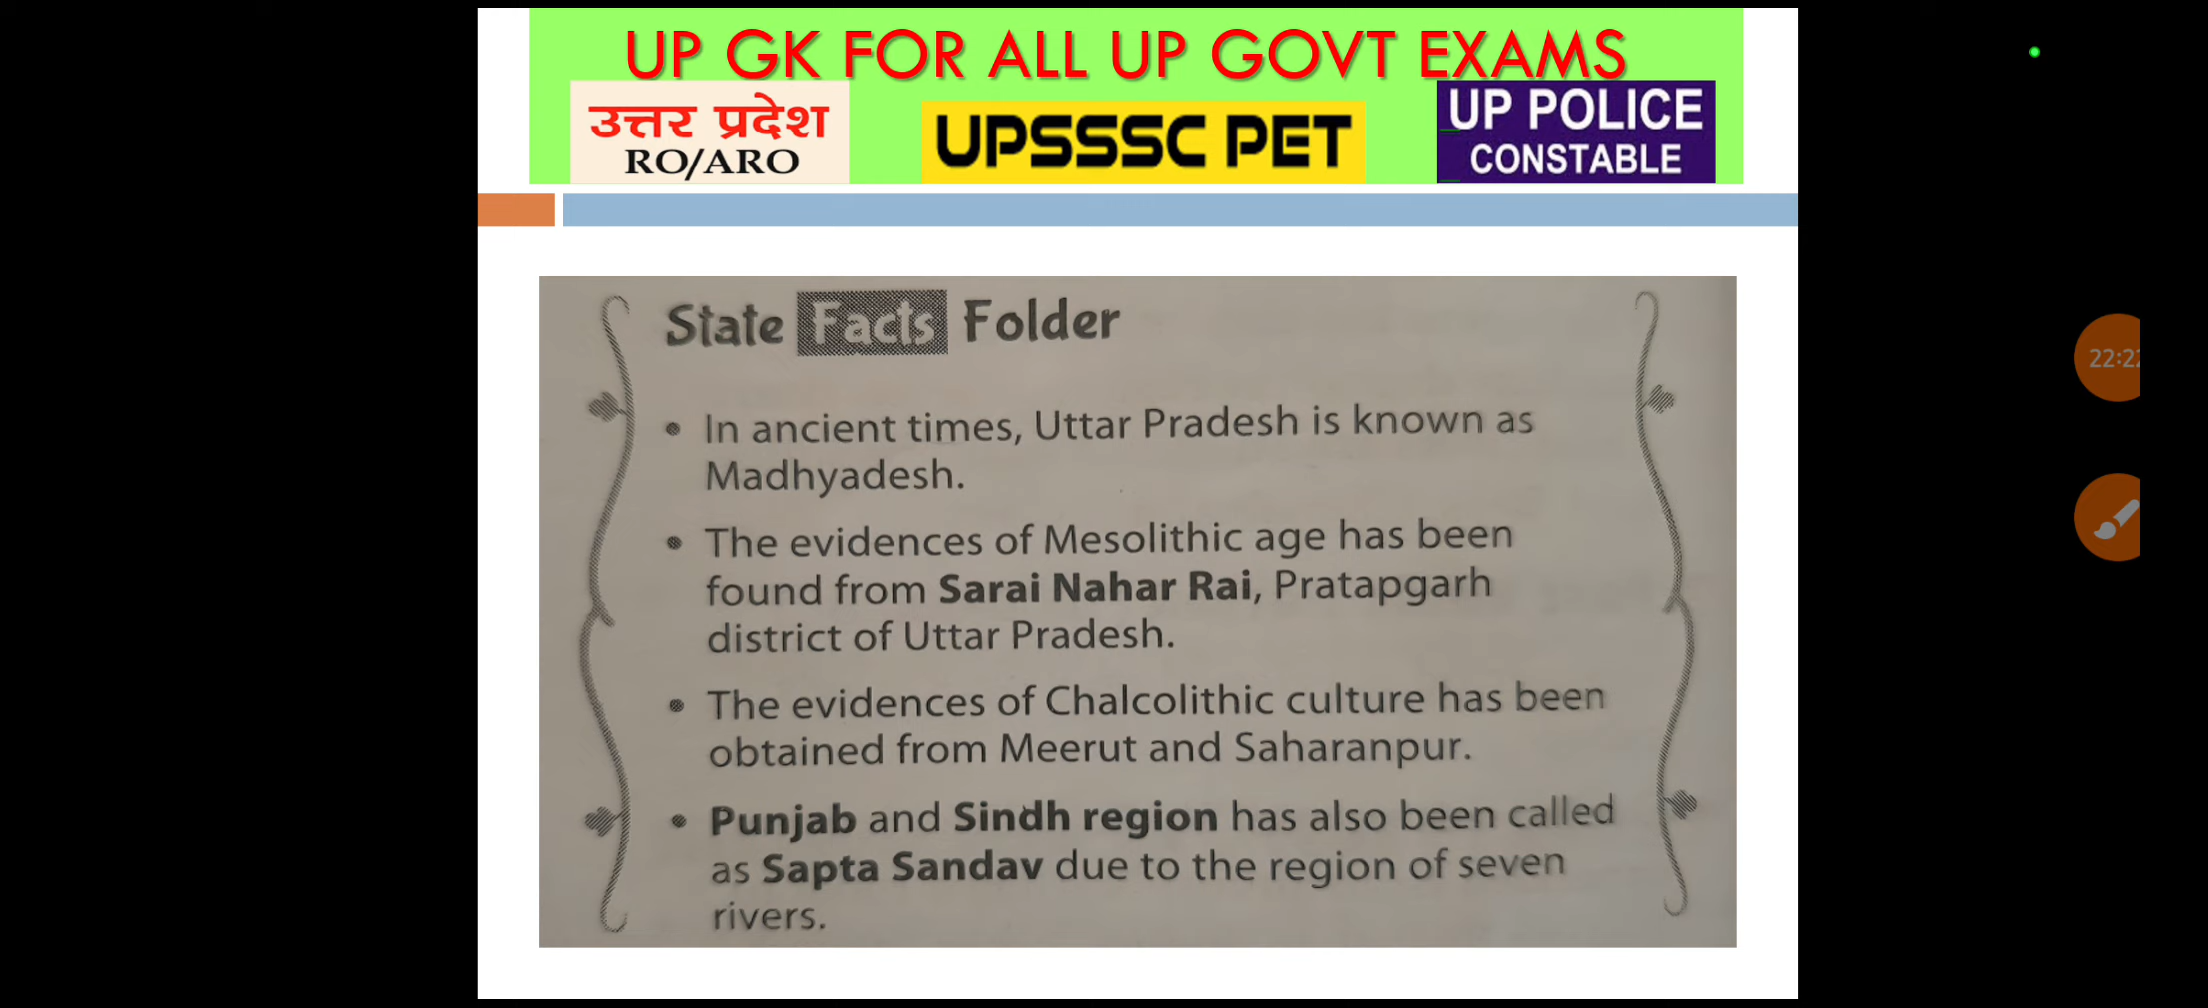 UP GK FOR ALL UP GOVT EXAMS
उत्तर प्रदेश
RO/ARO
UPSSSC PET
UP POLICE
CONSTABLE
22:22
State Facts Folder
• In ancient times, Uttar Pradesh is known as
Madhyadesh.
• The evidences of Mesolithic age has been
found from Sarai Nahar Rai, Pratapgarh
district of Uttar Pradesh.
• The evidences of Chalcolithic culture has been
obtained from Meerut and Saharanpur.
• Punjab and Sindh region has also been called
as Sapta Sandav due to the region of seven
rivers.